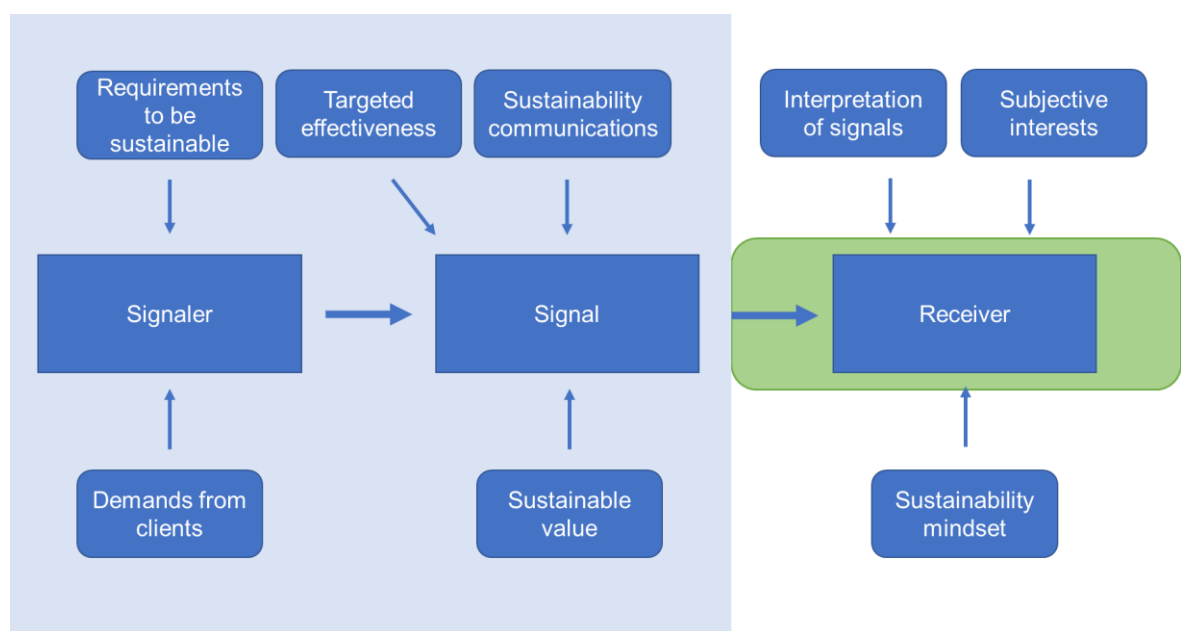 Requirements
to be
sustainable
Targeted
effectiveness
Sustainability
communications
Interpretation
of signals
Subjective
interests
Signaler
Signal
Receiver
Demands from
clients
Sustainable
value
Sustainability
mindset